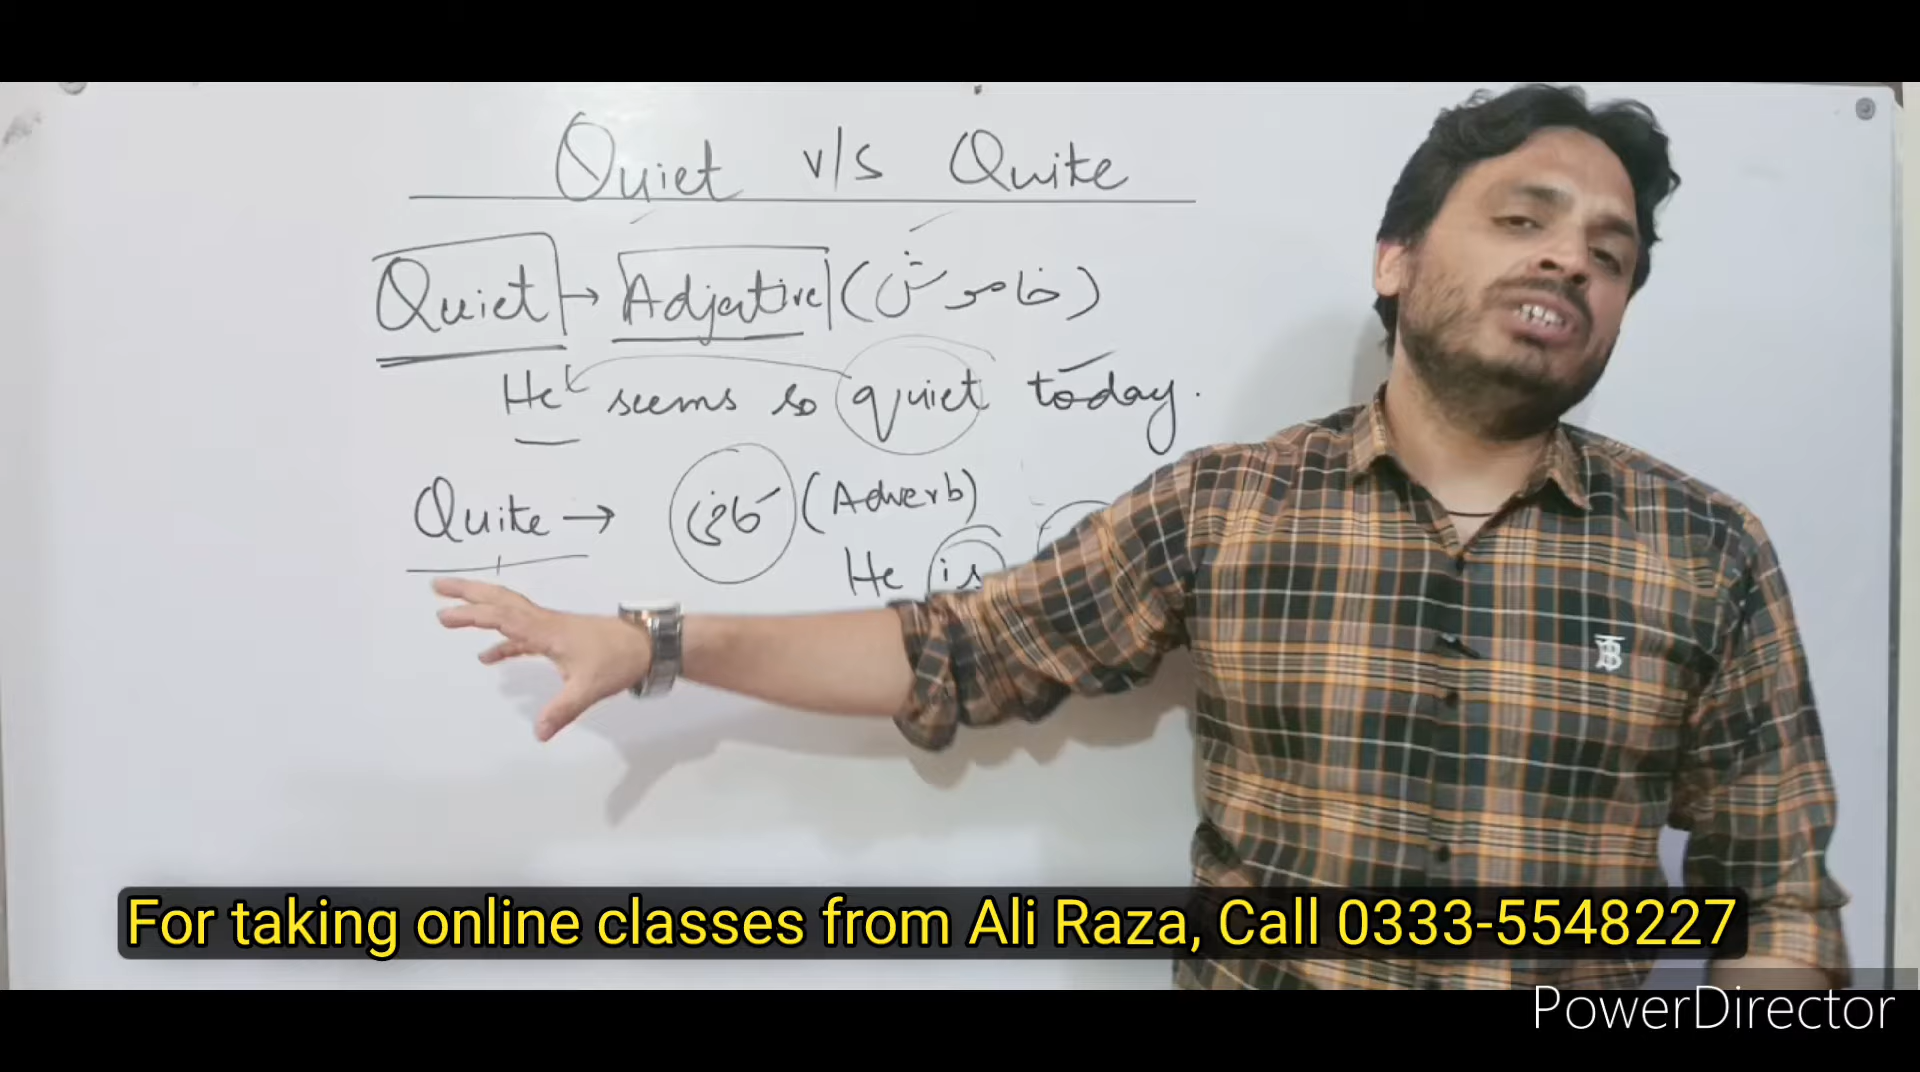 Quiet v/s Quite
Quiet → Adjective (خاموش)
He seems so quiet today.
Quite → کافی (Adverb)
He is
For taking online classes from Ali Raza, Call 0333-5548227
PowerDirector